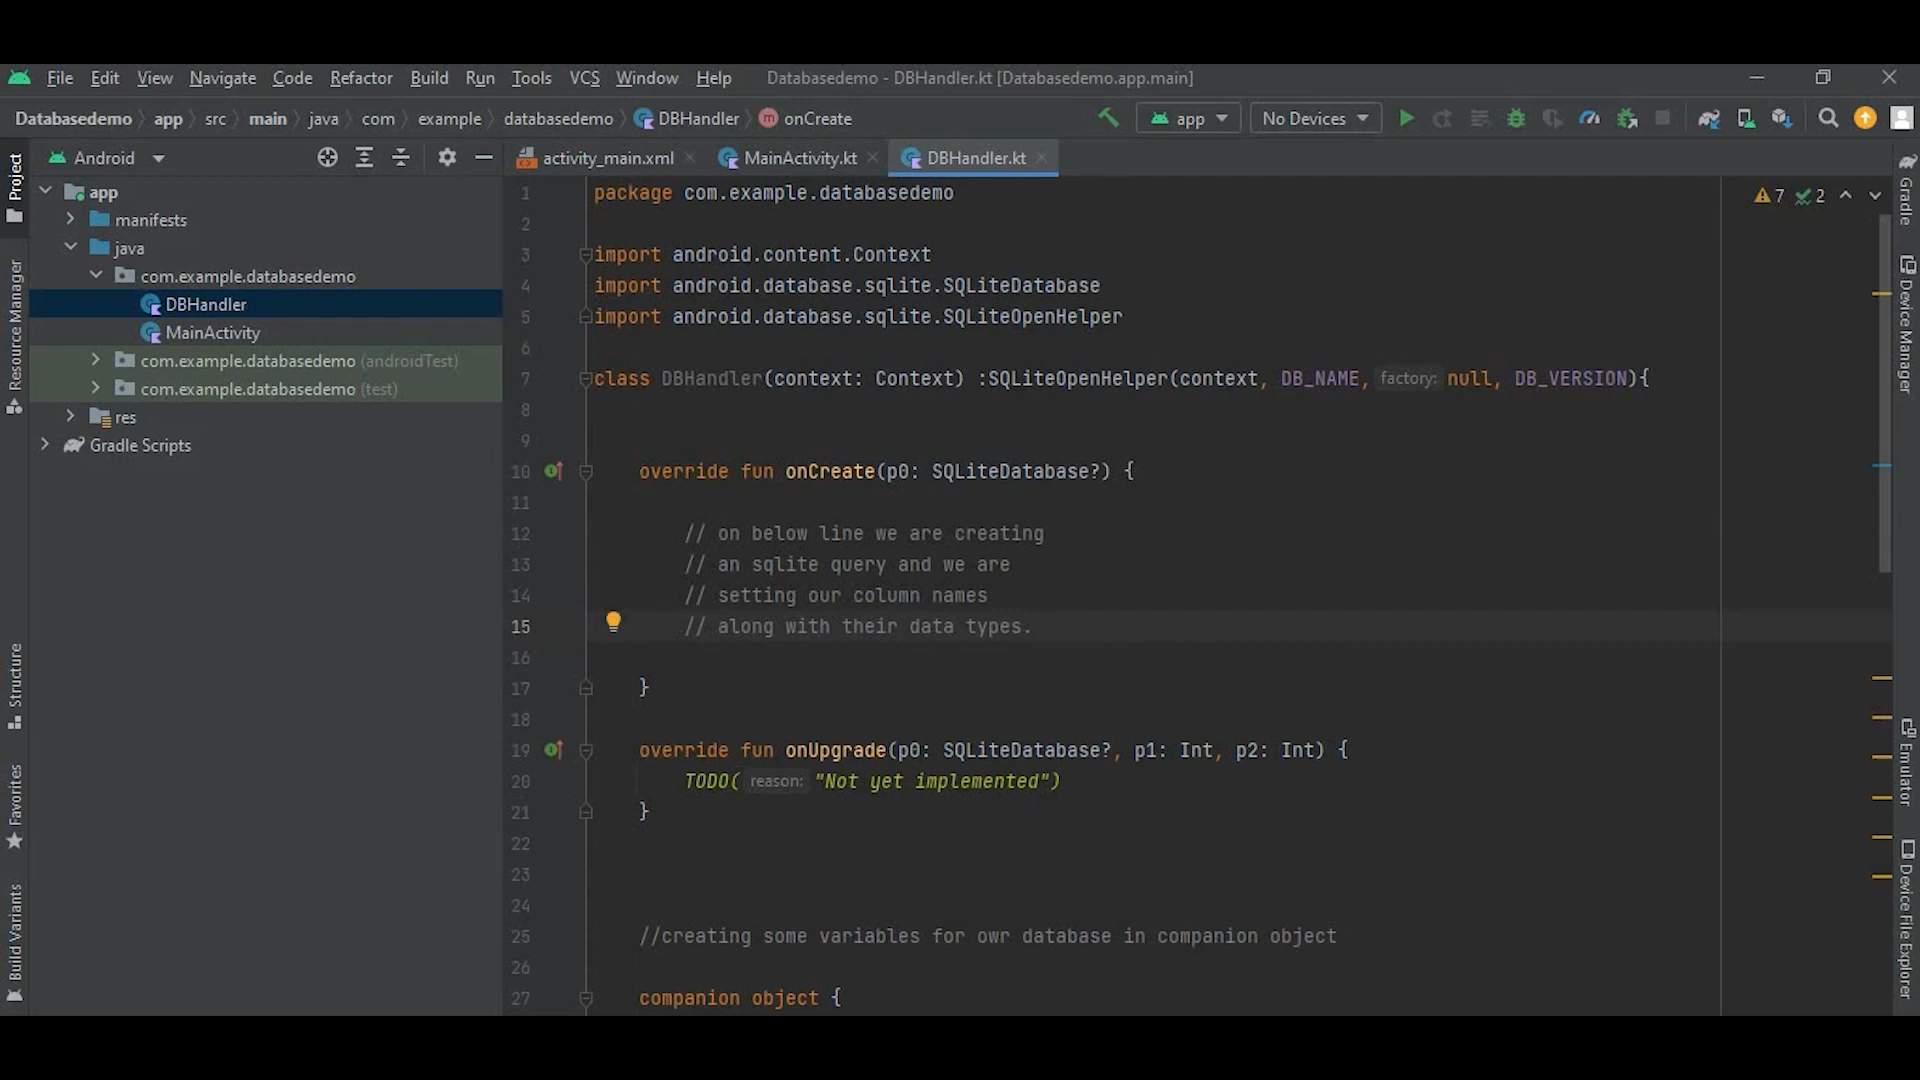 File Edit View Navigate Code Refactor Build Run Tools VCS Window Help Databasedemo - DBHandler.kt [Databasedemo.app.main]
Databasedemo app src main java com example databasedemo DBHandler onCreate app No Devices
Project
Resource Manager
Structure
Favorites
Build Variants
Android
app
manifests
java
com.example.databasedemo
DBHandler
MainActivity
com.example.databasedemo (androidTest)
com.example.databasedemo (test)
res
Gradle Scripts
activity_main.xml MainActivity.kt DBHandler.kt
7 2
1 package com.example.databasedemo
2
3 import android.content.Context
4 import android.database.sqlite.SQLiteDatabase
5 import android.database.sqlite.SQLiteOpenHelper
6
7 class DBHandler(context: Context) :SQLiteOpenHelper(context, DB_NAME, factory: null, DB_VERSION){
8
9
10 override fun onCreate(p0: SQLiteDatabase?) {
11
12 // on below line we are creating
13 // an sqlite query and we are
14 // setting our column names
15 // along with their data types.
16
17 }
18
19 override fun onUpgrade(p0: SQLiteDatabase?, p1: Int, p2: Int) {
20 TODO( reason: "Not yet implemented")
21 }
22
23
24
25 //creating some variables for owr database in companion object
26
27 companion object {
Gradle
Device Manager
Emulator
Device File Explorer